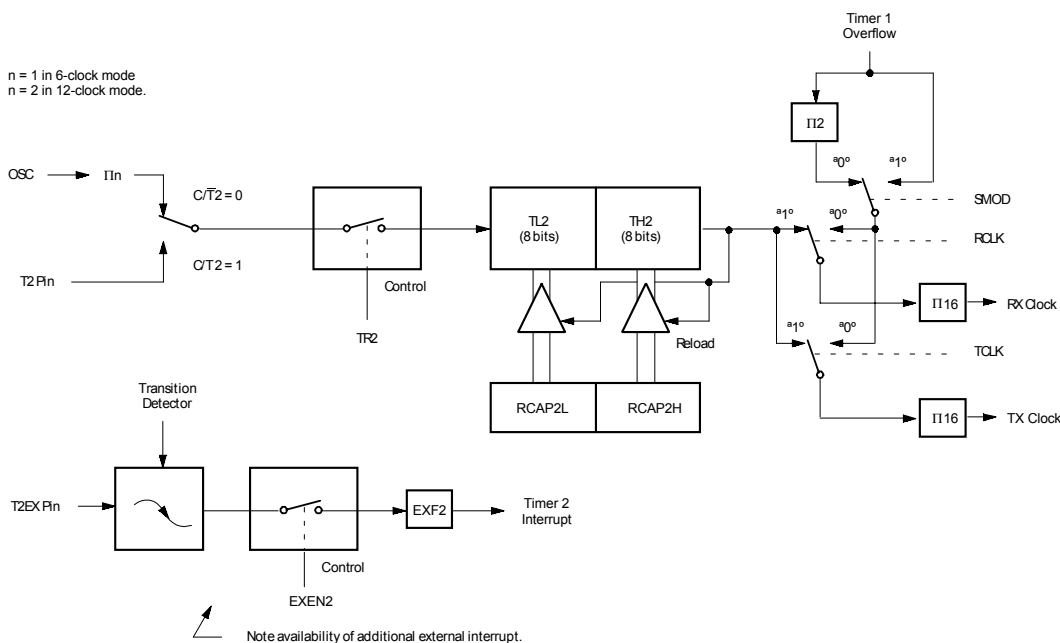 Timer 1
Overflow
n = 1 in 6-clock mode
n = 2 in 12-clock mode.
Π2
OSC
Πn
C/T̅2 = 0
C/T2 = 1
T2 Pin
Control
TR2
TL2
(8 bits)
TH2
(8 bits)
ª0º
ª1º
SMOD
ª1º
ª0º
RCLK
Π16
RX Clock
ª1º
ª0º
TCLK
Reload
RCAP2L
RCAP2H
Π16
TX Clock
Transition
Detector
T2EX Pin
EXF2
Timer 2
Interrupt
Control
EXEN2
Note availability of additional external interrupt.